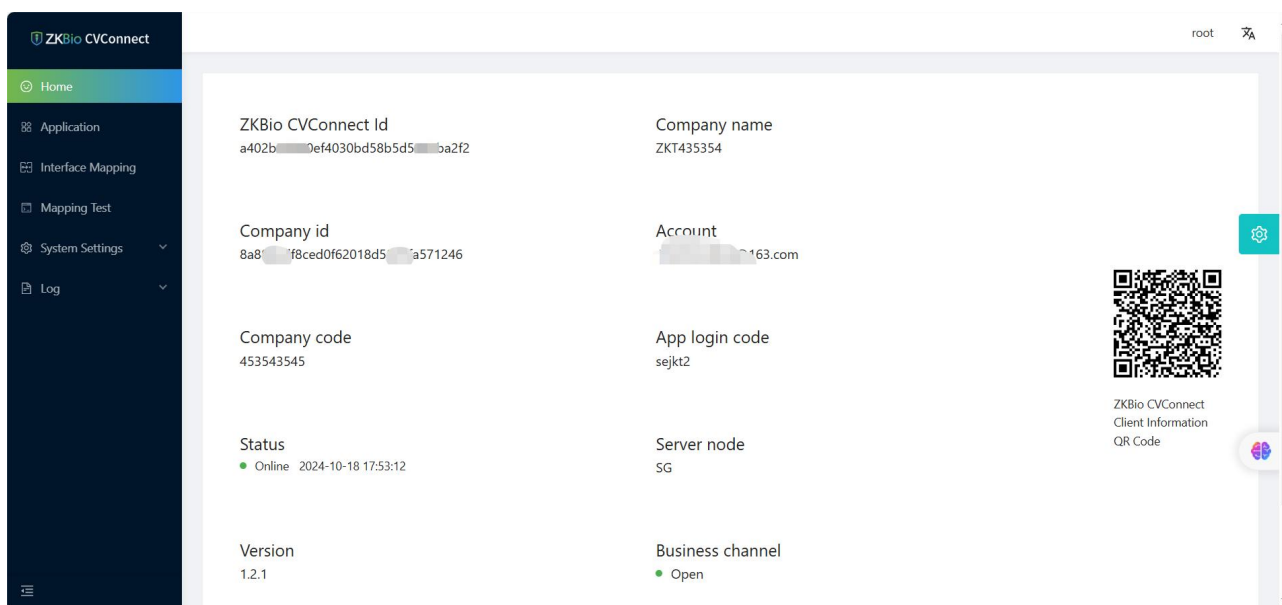 ZKBio CVConnect
root
Home
Application
Interface Mapping
Mapping Test
System Settings
Log
ZKBio CVConnect Id
Company name
ZKT435354
Company id
Account
163.com
Company code
453543545
App login code
sejkt2
Status
Online 2024-10-18 17:53:12
Server node
SG
Version
1.2.1
Business channel
Open
ZKBio CVConnect
Client Information
QR Code